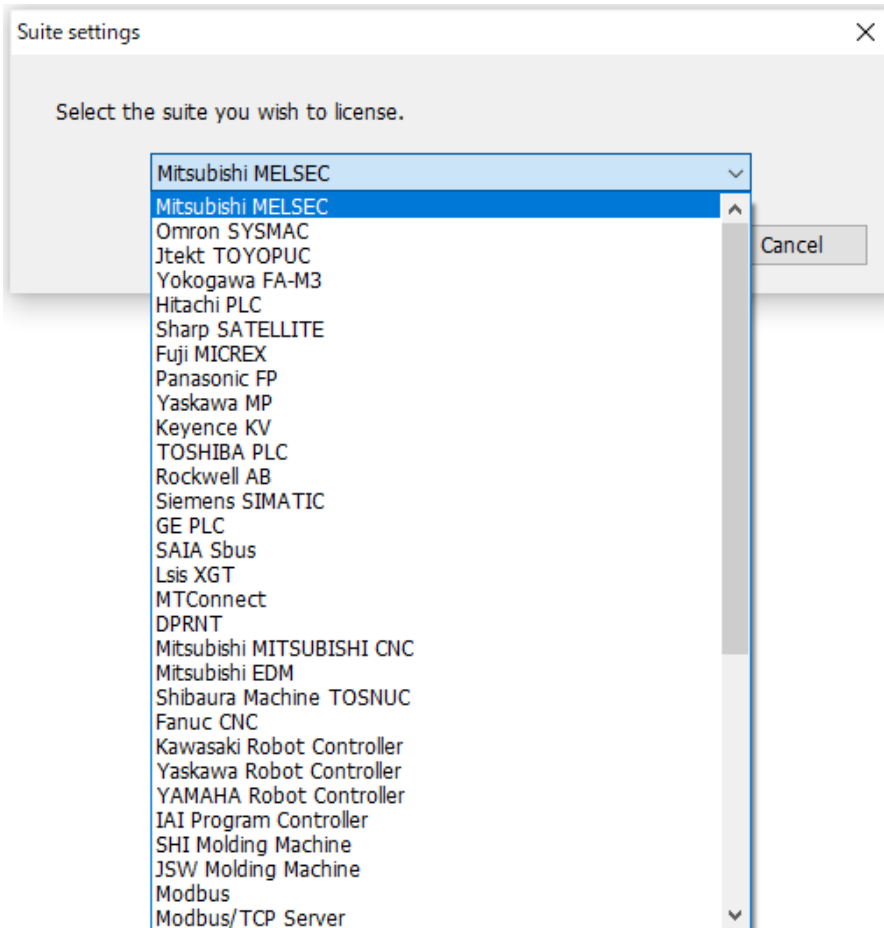 Suite settings
Select the suite you wish to license.
Mitsubishi MELSEC
Mitsubishi MELSEC
Omron SYSMAC
Jtekt TOYOPUC
Cancel
Yokogawa FA-M3
Hitachi PLC
Sharp SATELLITE
Fuji MICREX
Panasonic FP
Yaskawa MP
Keyence KV
TOSHIBA PLC
Rockwell AB
Siemens SIMATIC
GE PLC
SAIA Sbus
Lsis XGT
MTConnect
DPRNT
Mitsubishi MITSUBISHI CNC
Mitsubishi EDM
Shibaura Machine TOSNUC
Fanuc CNC
Kawasaki Robot Controller
Yaskawa Robot Controller
YAMAHA Robot Controller
IAI Program Controller
SHI Molding Machine
JSW Molding Machine
Modbus
Modbus/TCP Server